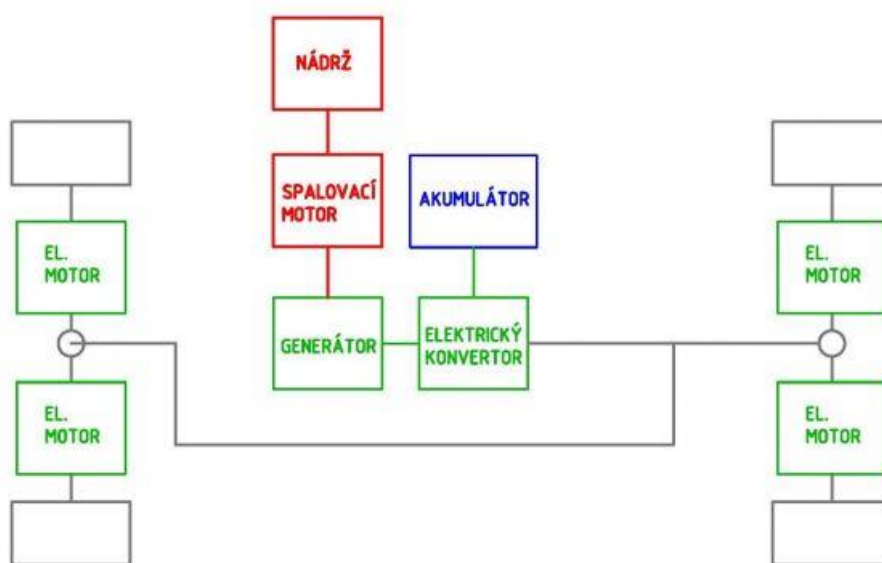 NÁDRŽ
SPALOVACÍ
MOTOR
AKUMULÁTOR
EL.
MOTOR
EL.
MOTOR
GENERÁTOR
ELEKTRICKÝ
KONVERTOR
EL.
MOTOR
EL.
MOTOR